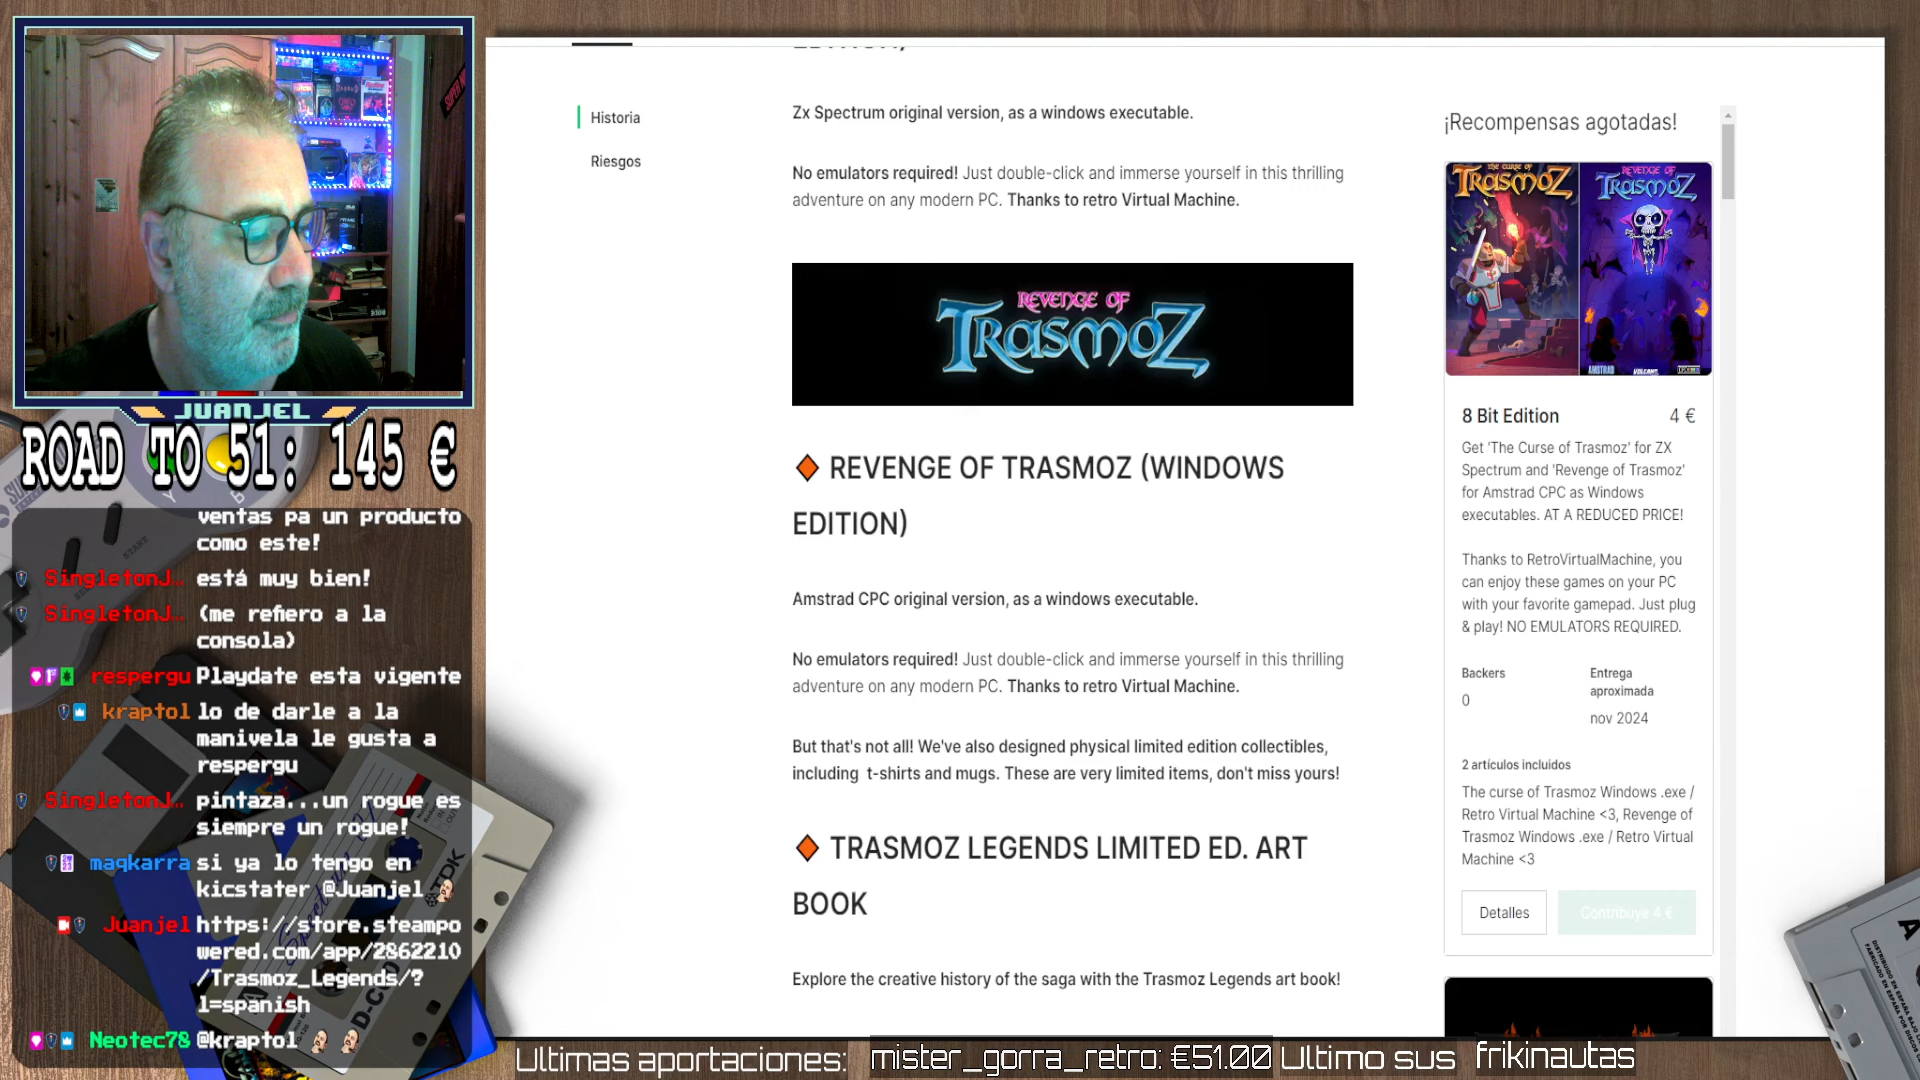 JUANJEL
ROAD TO 51: 145 €
ventas pa un producto
como este!
SingletonJ… está muy bien!
SingletonJ… (me refiero a la
consola)
respergu Playdate esta vigente
kraptol lo de darle a la
manivela le gusta a
respergu
SingletonJ… pintaza...un rogue es
siempre un rogue!
maqkarra si ya lo tengo en
kicstater @Juanjel
Juanjel https://store.steampo
wered.com/app/2862210
/Trasmoz_Legends/?
l=spanish
Neotec78 @kraptol
Historia
Riesgos
Zx Spectrum original version, as a windows executable.
No emulators required! Just double-click and immerse yourself in this thrilling
adventure on any modern PC. Thanks to retro Virtual Machine.
REVENGE OF
TRASMOZ
REVENGE OF TRASMOZ (WINDOWS
EDITION)
Amstrad CPC original version, as a windows executable.
No emulators required! Just double-click and immerse yourself in this thrilling
adventure on any modern PC. Thanks to retro Virtual Machine.
But that's not all! We've also designed physical limited edition collectibles,
including t-shirts and mugs. These are very limited items, don't miss yours!
TRASMOZ LEGENDS LIMITED ED. ART
BOOK
Explore the creative history of the saga with the Trasmoz Legends art book!
¡Recompensas agotadas!
THE CURSE OF
TRASMOZ
REVENGE OF
TRASMOZ
AMSTRAD
8 Bit Edition 4 €
Get 'The Curse of Trasmoz' for ZX
Spectrum and 'Revenge of Trasmoz'
for Amstrad CPC as Windows
executables. AT A REDUCED PRICE!
Thanks to RetroVirtualMachine, you
can enjoy these games on your PC
with your favorite gamepad. Just plug
& play! NO EMULATORS REQUIRED.
Backers
0
Entrega
aproximada
nov 2024
2 artículos incluidos
The curse of Trasmoz Windows .exe /
Retro Virtual Machine <3, Revenge of
Trasmoz Windows .exe / Retro Virtual
Machine <3
Detalles
Contribuye 4 €
START
TDK
D-C60
A
Ultimas aportaciones: mister_gorra_retro: €51.00 Ultimo sus frikinautas